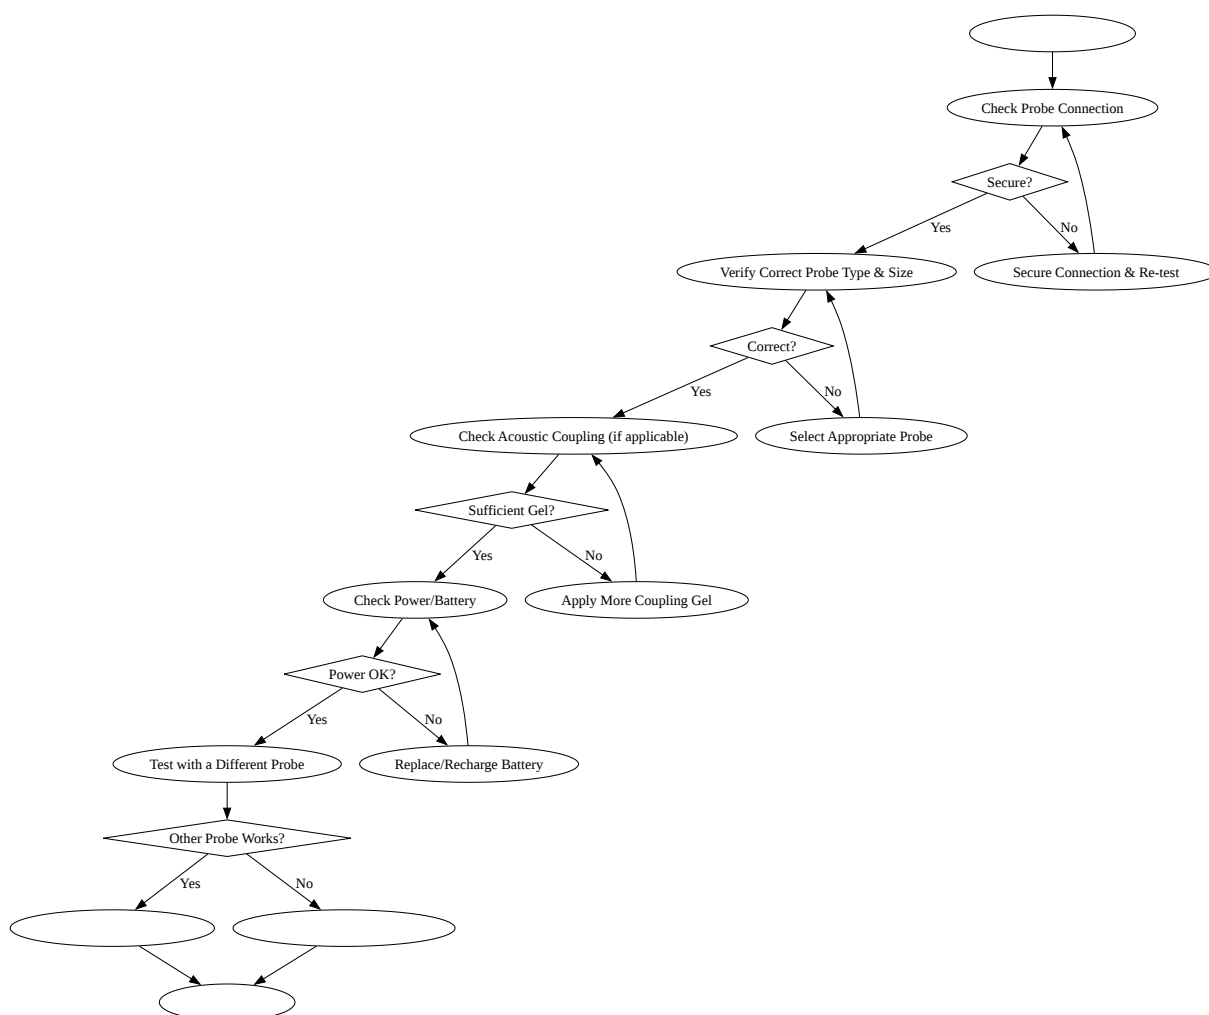 Check Probe Connection
Secure?
Yes
No
Verify Correct Probe Type & Size
Secure Connection & Re-test
Correct?
Yes
No
Check Acoustic Coupling (if applicable)
Select Appropriate Probe
Sufficient Gel?
Yes
No
Check Power/Battery
Apply More Coupling Gel
Power OK?
Yes
No
Test with a Different Probe
Replace/Recharge Battery
Other Probe Works?
Yes
No